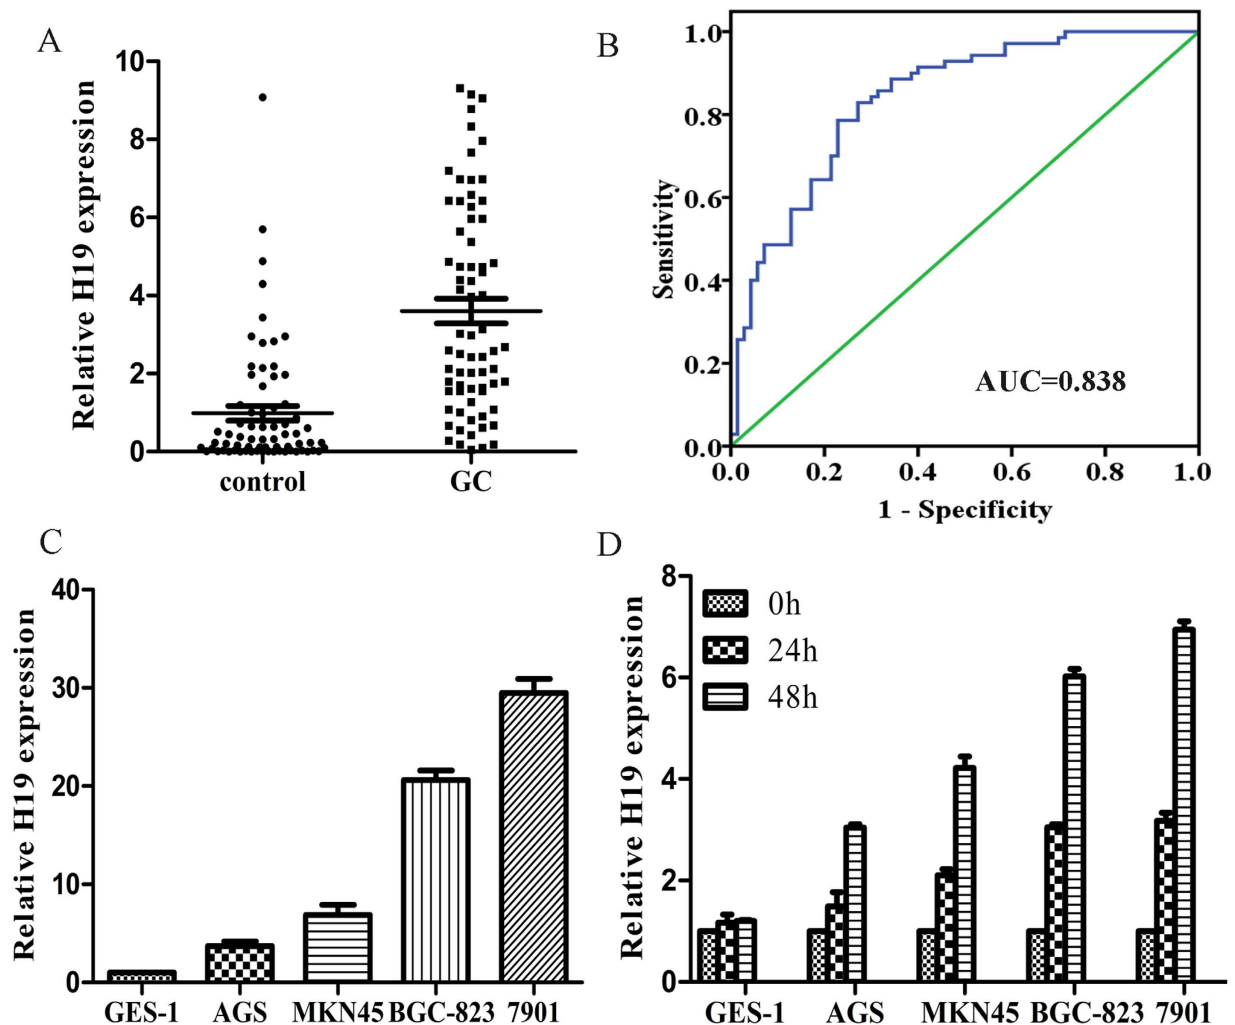 A
Relative H19 expression
10
8
6
4
2
0
control GC
B
Sensitivity
1.0
0.8
0.6
0.4
0.2
0.0
AUC=0.838
0.0 0.2 0.4 0.6 0.8 1.0
1 - Specificity
C
Relative H19 expression
40
30
20
10
0
GES-1 AGS MKN45 BGC-823 7901
D
Relative H19 expression
8
6
4
2
0
0h
24h
48h
GES-1 AGS MKN45 BGC-823 7901